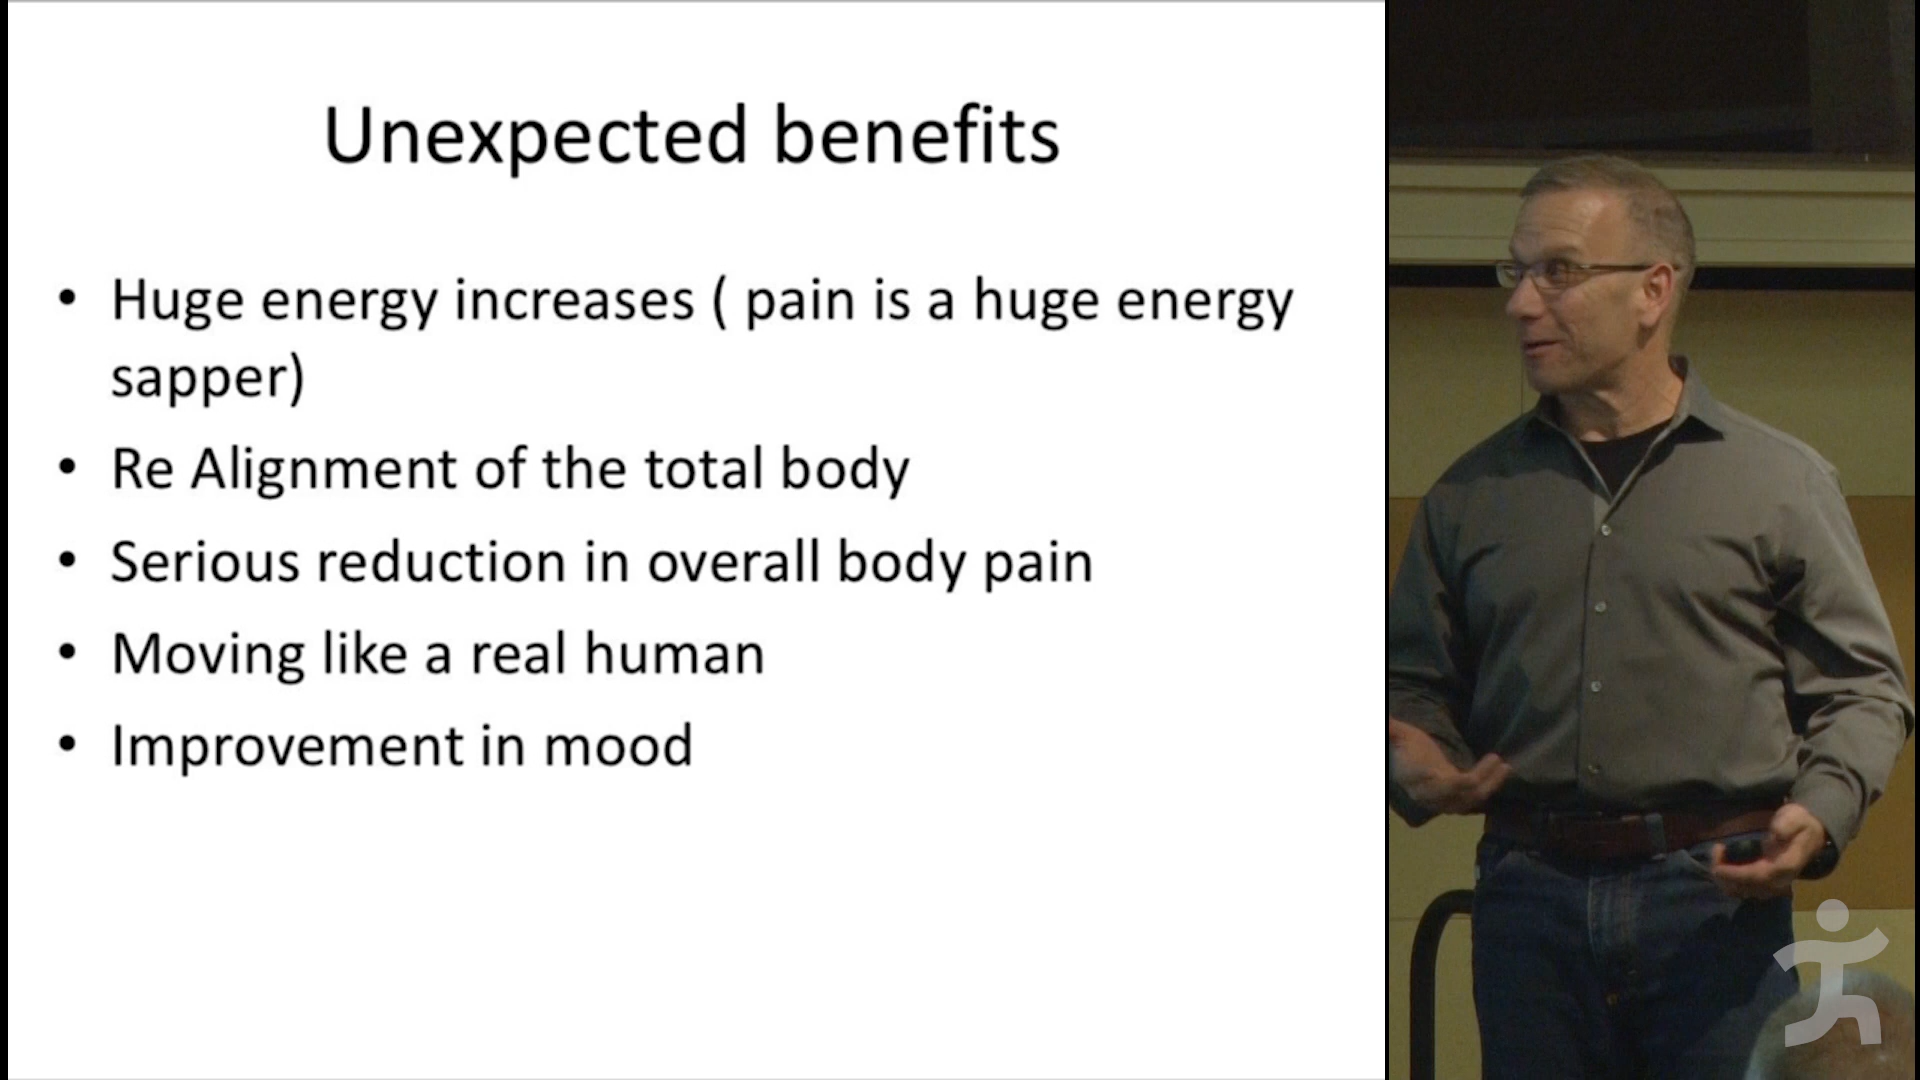 Unexpected benefits
• Huge energy increases ( pain is a huge energy
sapper)
• Re Alignment of the total body
• Serious reduction in overall body pain
• Moving like a real human
• Improvement in mood